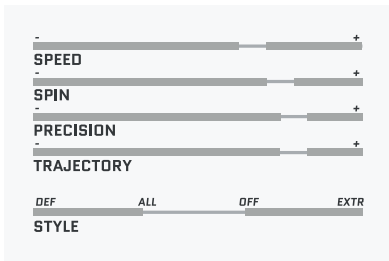 - +
SPEED
- +
SPIN
- +
PRECISION
- +
TRAJECTORY
DEF ALL OFF EXTR
STYLE